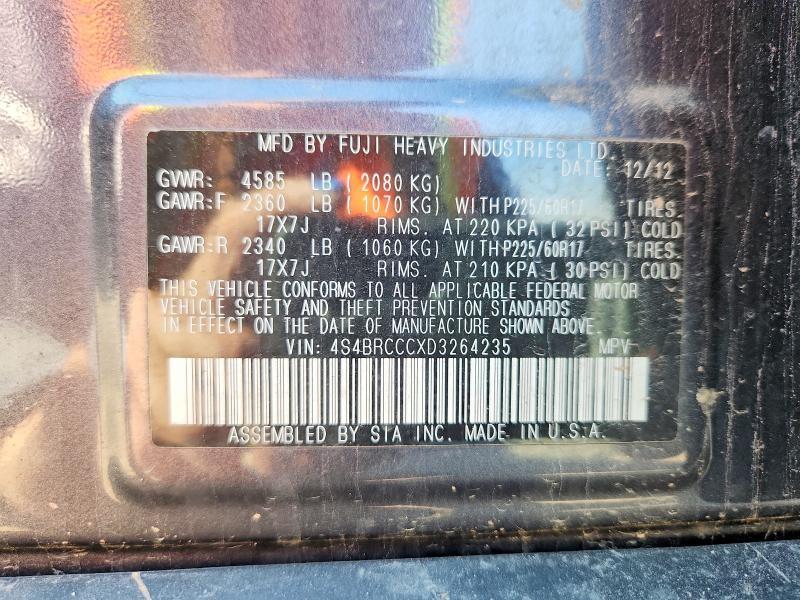 MFD BY FUJI HEAVY INDUSTRIES LTD.
DATE: 12/12
GVWR: 4585 LB ( 2080 KG)
GAWR:F 2360 LB ( 1070 KG) WITH P225/60R17 TIRES.
17X7J RIMS. AT 220 KPA ( 32 PSI) COLD
GAWR:R 2340 LB ( 1060 KG) WITH P225/60R17 TIRES.
17X7J RIMS. AT 210 KPA ( 30 PSI) COLD
THIS VEHICLE CONFORMS TO ALL APPLICABLE FEDERAL MOTOR
VEHICLE SAFETY AND THEFT PREVENTION STANDARDS
IN EFFECT ON THE DATE OF MANUFACTURE SHOWN ABOVE.
VIN: 4S4BRCCCXD3264235 MPV
ASSEMBLED BY SIA INC. MADE IN U.S.A.